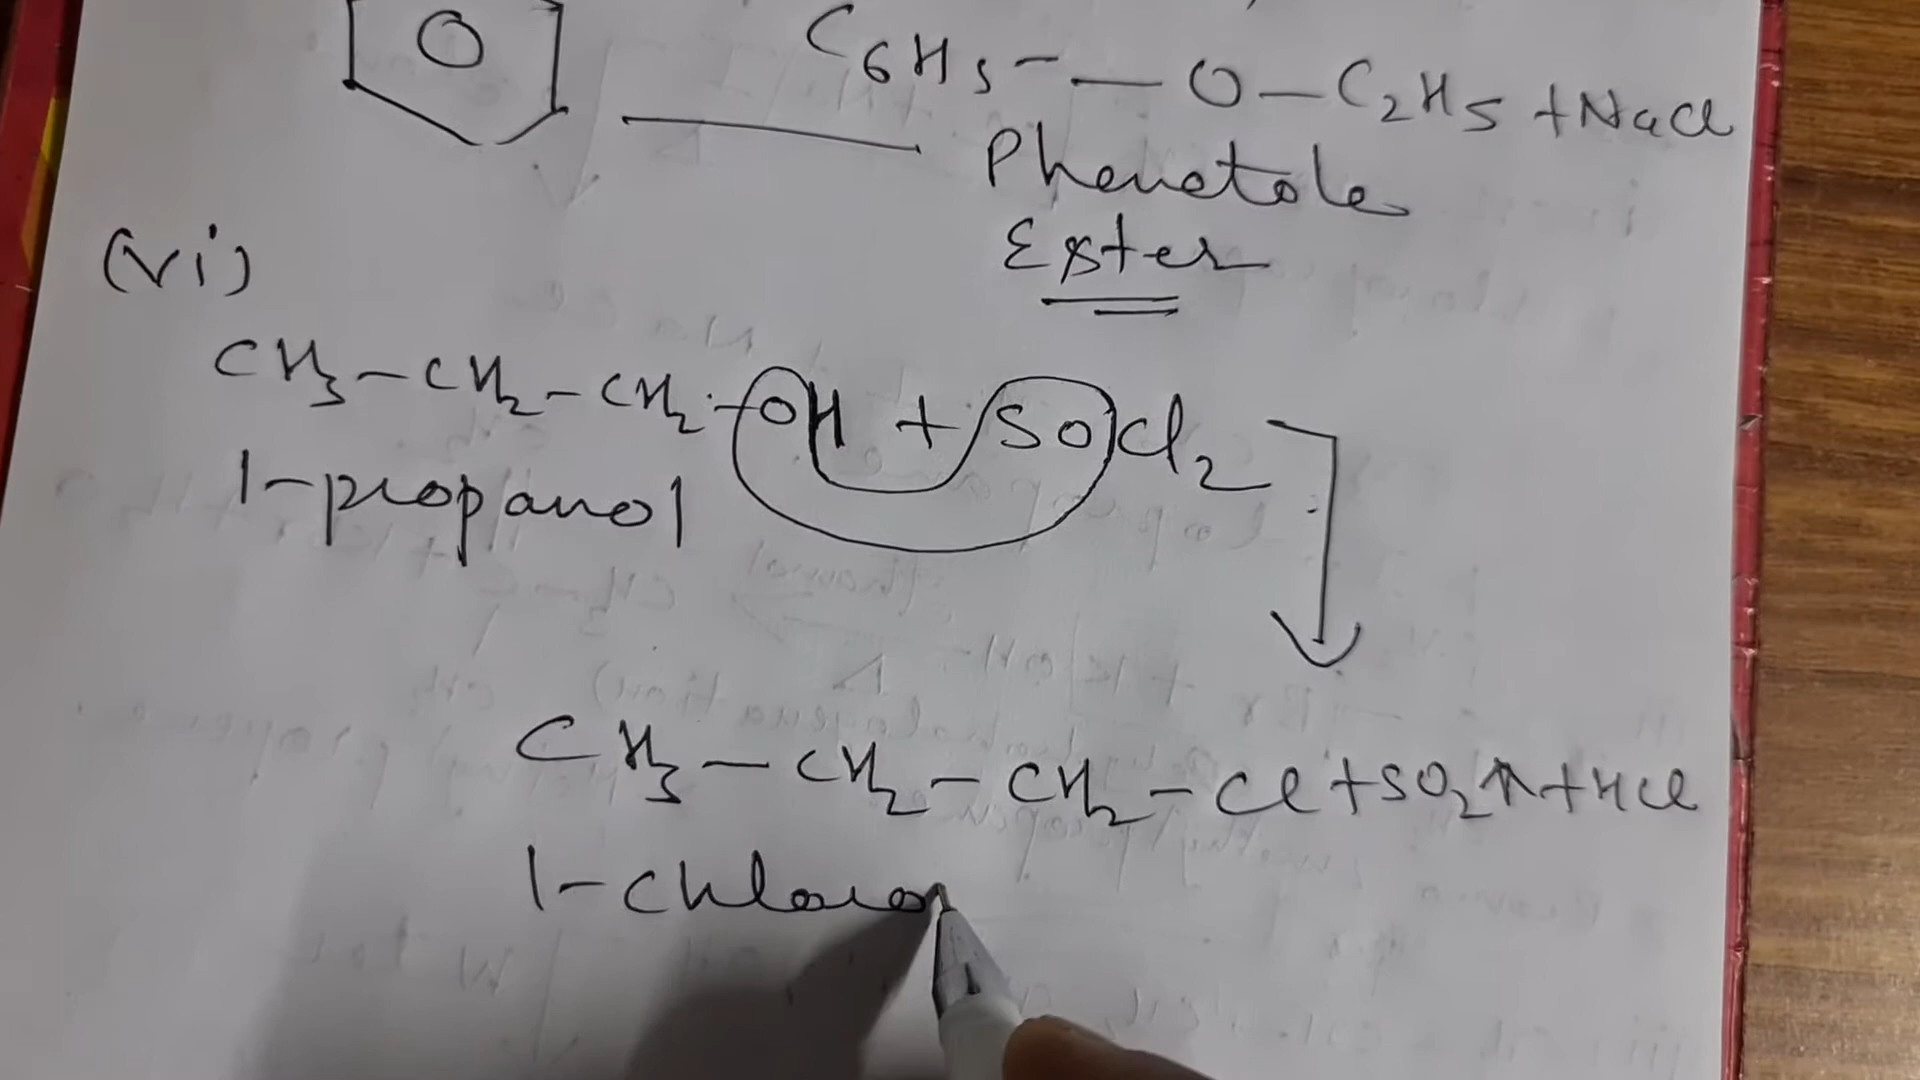 C₆H₅ - — O — C₂H₅ + NaCl
Phenetole
Ester
(vi)
CH₃ — CH₂ — CH₂ - OH + SOCl₂
1-propanol
CH₃ — CH₂ — CH₂ — Cl + SO₂↑ + HCl
1-chloro